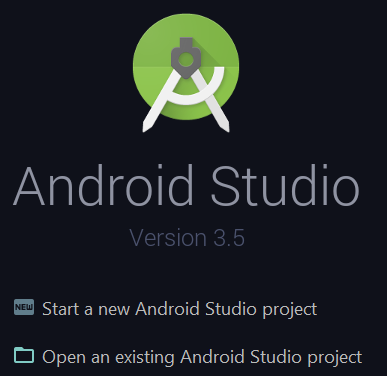 Android Studio
Version 3.5
NEW Start a new Android Studio project
Open an existing Android Studio project